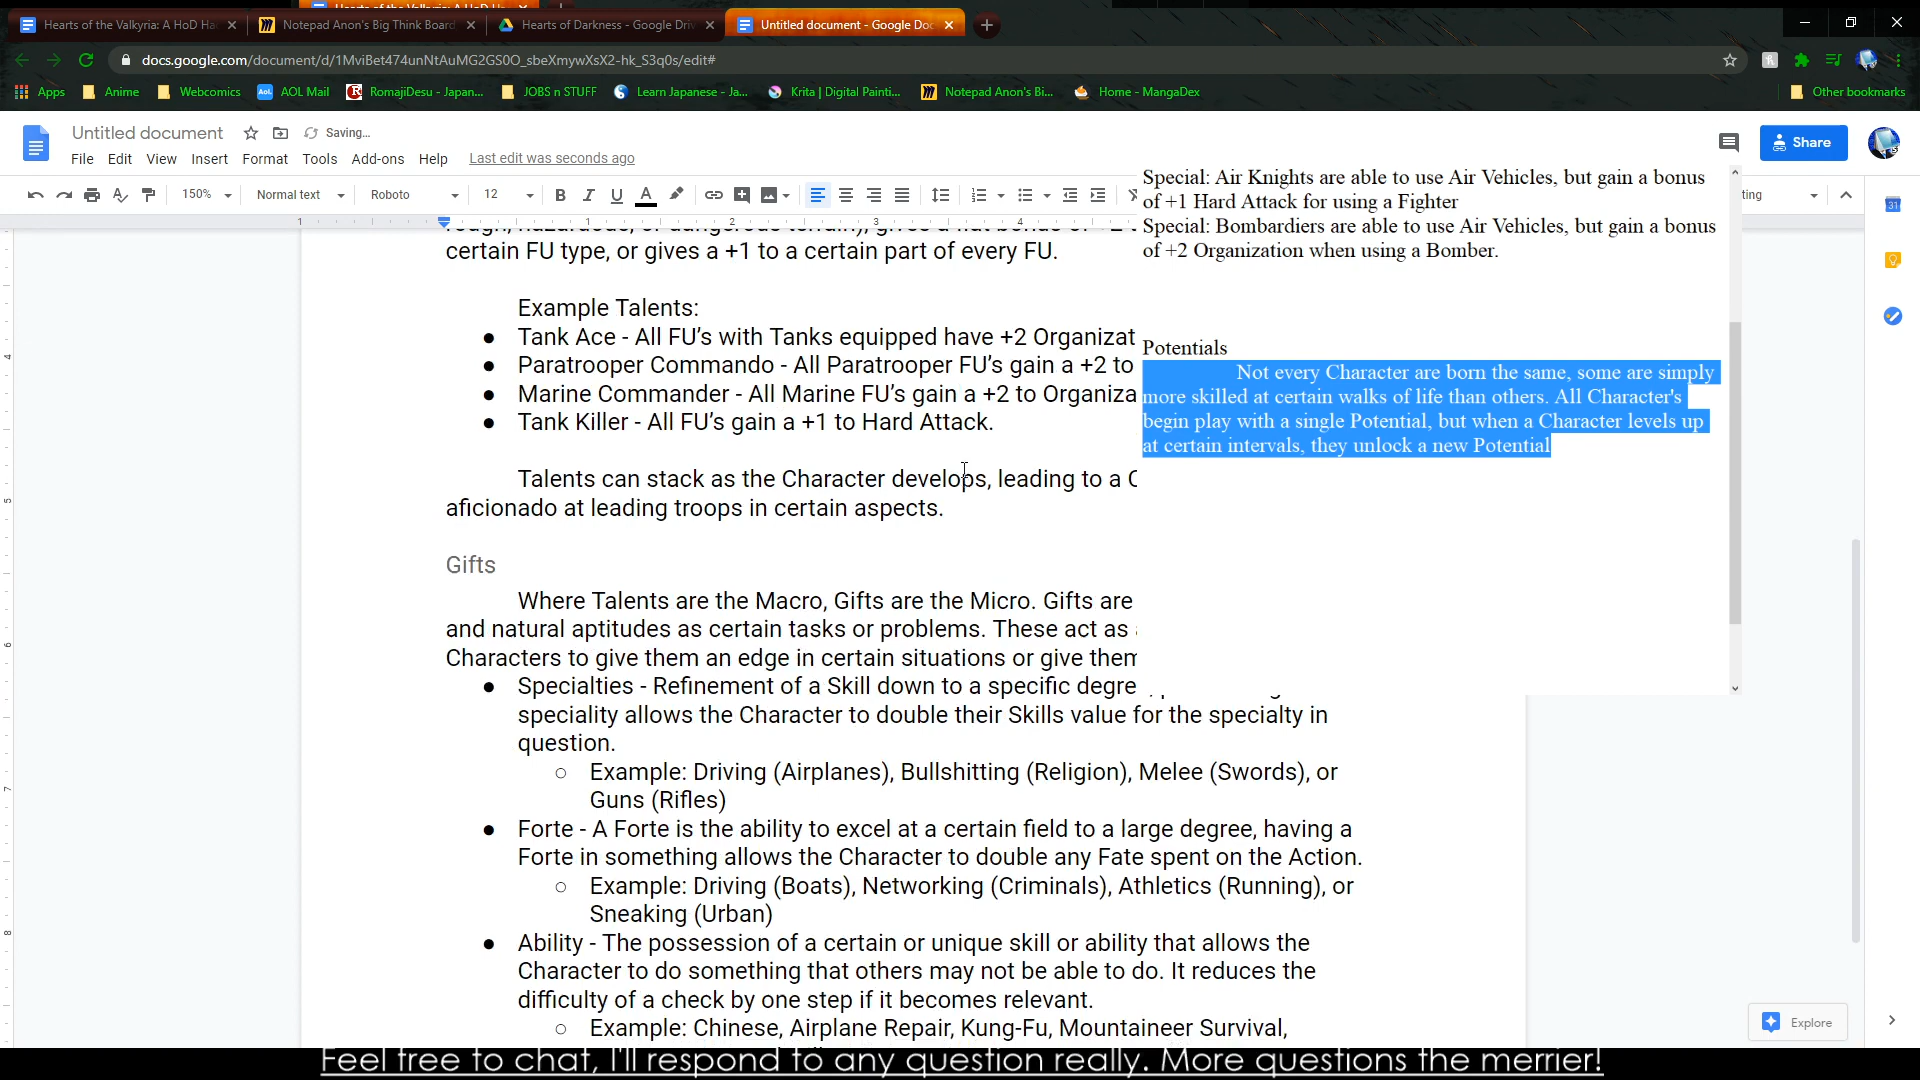 Hearts of the Valkyria: A HoD Ha
Notepad Anon's Big Think Board
Hearts of Darkness - Google Driv
Untitled document - Google Doc
docs.google.com/document/d/1MviBet474unNtAuMG2GS0O_sbeXmywXsX2-hk_S3q0s/edit#
Apps
Anime
Webcomics
AOL Mail
RomajiDesu - Japan...
JOBS n STUFF
Learn Japanese - Ja...
Krita | Digital Painti...
Notepad Anon's Bi...
Home - MangaDex
Other bookmarks
Untitled document
Saving...
Share
File Edit View Insert Format Tools Add-ons Help Last edit was seconds ago
150% Normal text Roboto 12
certain FU type, or gives a +1 to a certain part of every FU.
Example Talents:
● Tank Ace - All FU's with Tanks equipped have +2 Organizat
● Paratrooper Commando - All Paratrooper FU's gain a +2 to
● Marine Commander - All Marine FU's gain a +2 to Organiza
● Tank Killer - All FU's gain a +1 to Hard Attack.
Talents can stack as the Character develops, leading to a
aficionado at leading troops in certain aspects.
Gifts
Where Talents are the Macro, Gifts are the Micro. Gifts are
and natural aptitudes as certain tasks or problems. These act as
Characters to give them an edge in certain situations or give them
● Specialties - Refinement of a Skill down to a specific degre
speciality allows the Character to double their Skills value for the specialty in
question.
○ Example: Driving (Airplanes), Bullshitting (Religion), Melee (Swords), or
Guns (Rifles)
● Forte - A Forte is the ability to excel at a certain field to a large degree, having a
Forte in something allows the Character to double any Fate spent on the Action.
○ Example: Driving (Boats), Networking (Criminals), Athletics (Running), or
Sneaking (Urban)
● Ability - The possession of a certain or unique skill or ability that allows the
Character to do something that others may not be able to do. It reduces the
difficulty of a check by one step if it becomes relevant.
○ Example: Chinese, Airplane Repair, Kung-Fu, Mountaineer Survival,
Special: Air Knights are able to use Air Vehicles, but gain a bonus
of +1 Hard Attack for using a Fighter
Special: Bombardiers are able to use Air Vehicles, but gain a bonus
of +2 Organization when using a Bomber.
Potentials
Not every Character are born the same, some are simply
more skilled at certain walks of life than others. All Character's
begin play with a single Potential, but when a Character levels up
at certain intervals, they unlock a new Potential
Explore
Feel free to chat, I'll respond to any question really. More questions the merrier!